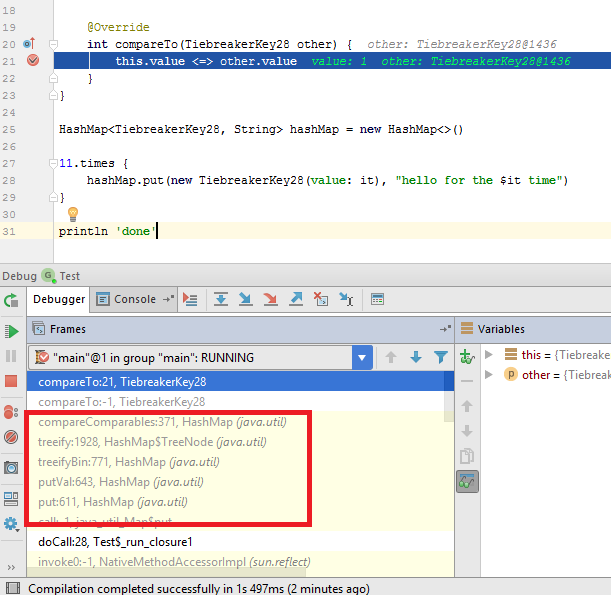 18
19 @Override
20 int compareTo(TiebreakerKey28 other) { other: TiebreakerKey28@1436
21 this.value <=> other.value value: 1 other: TiebreakerKey28@1436
22 }
23 }
24
25 HashMap<TiebreakerKey28, String> hashMap = new HashMap<>()
26
27 11.times {
28 hashMap.put(new TiebreakerKey28(value: it), "hello for the $it time")
29 }
30
31 println 'done'
Debug G Test
Debugger Console
Frames
Variables
"main"@1 in group "main": RUNNING
compareTo:21, TiebreakerKey28
compareTo:-1, TiebreakerKey28
compareComparables:371, HashMap (java.util)
treeify:1928, HashMap$TreeNode (java.util)
treeifyBin:771, HashMap (java.util)
putVal:643, HashMap (java.util)
put:611, HashMap (java.util)
call:-1, java_util_Map$put
doCall:28, Test$_run_closure1
invoke0:-1, NativeMethodAccessorImpl (sun.reflect)
this = {Tiebreake
p other = {Tiebreak
Compilation completed successfully in 1s 497ms (2 minutes ago)